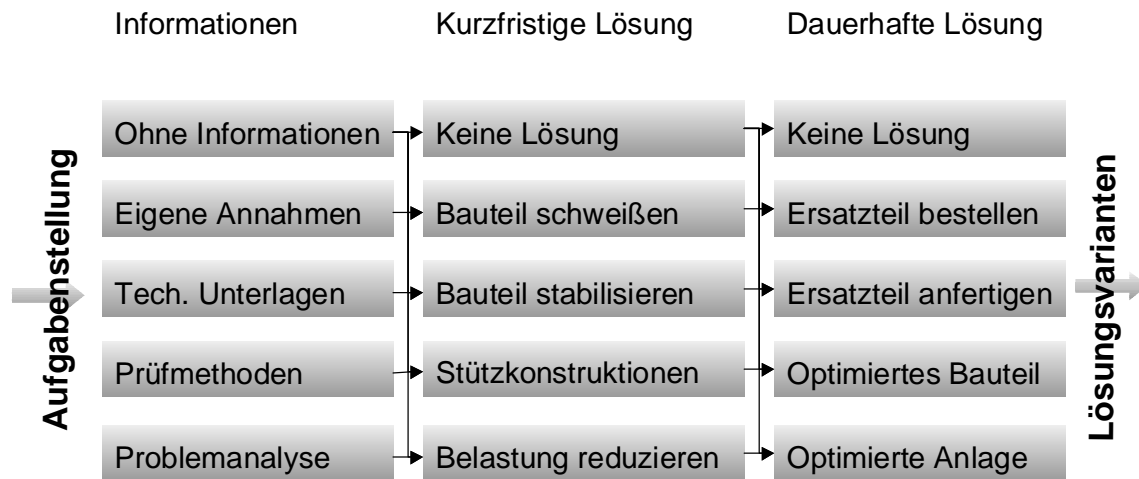 Informationen Kurzfristige Lösung Dauerhafte Lösung
Aufgabenstellung
Ohne Informationen Keine Lösung Keine Lösung
Eigene Annahmen Bauteil schweißen Ersatzteil bestellen
Tech. Unterlagen Bauteil stabilisieren Ersatzteil anfertigen
Prüfmethoden Stützkonstruktionen Optimiertes Bauteil
Problemanalyse Belastung reduzieren Optimierte Anlage
Lösungsvarianten